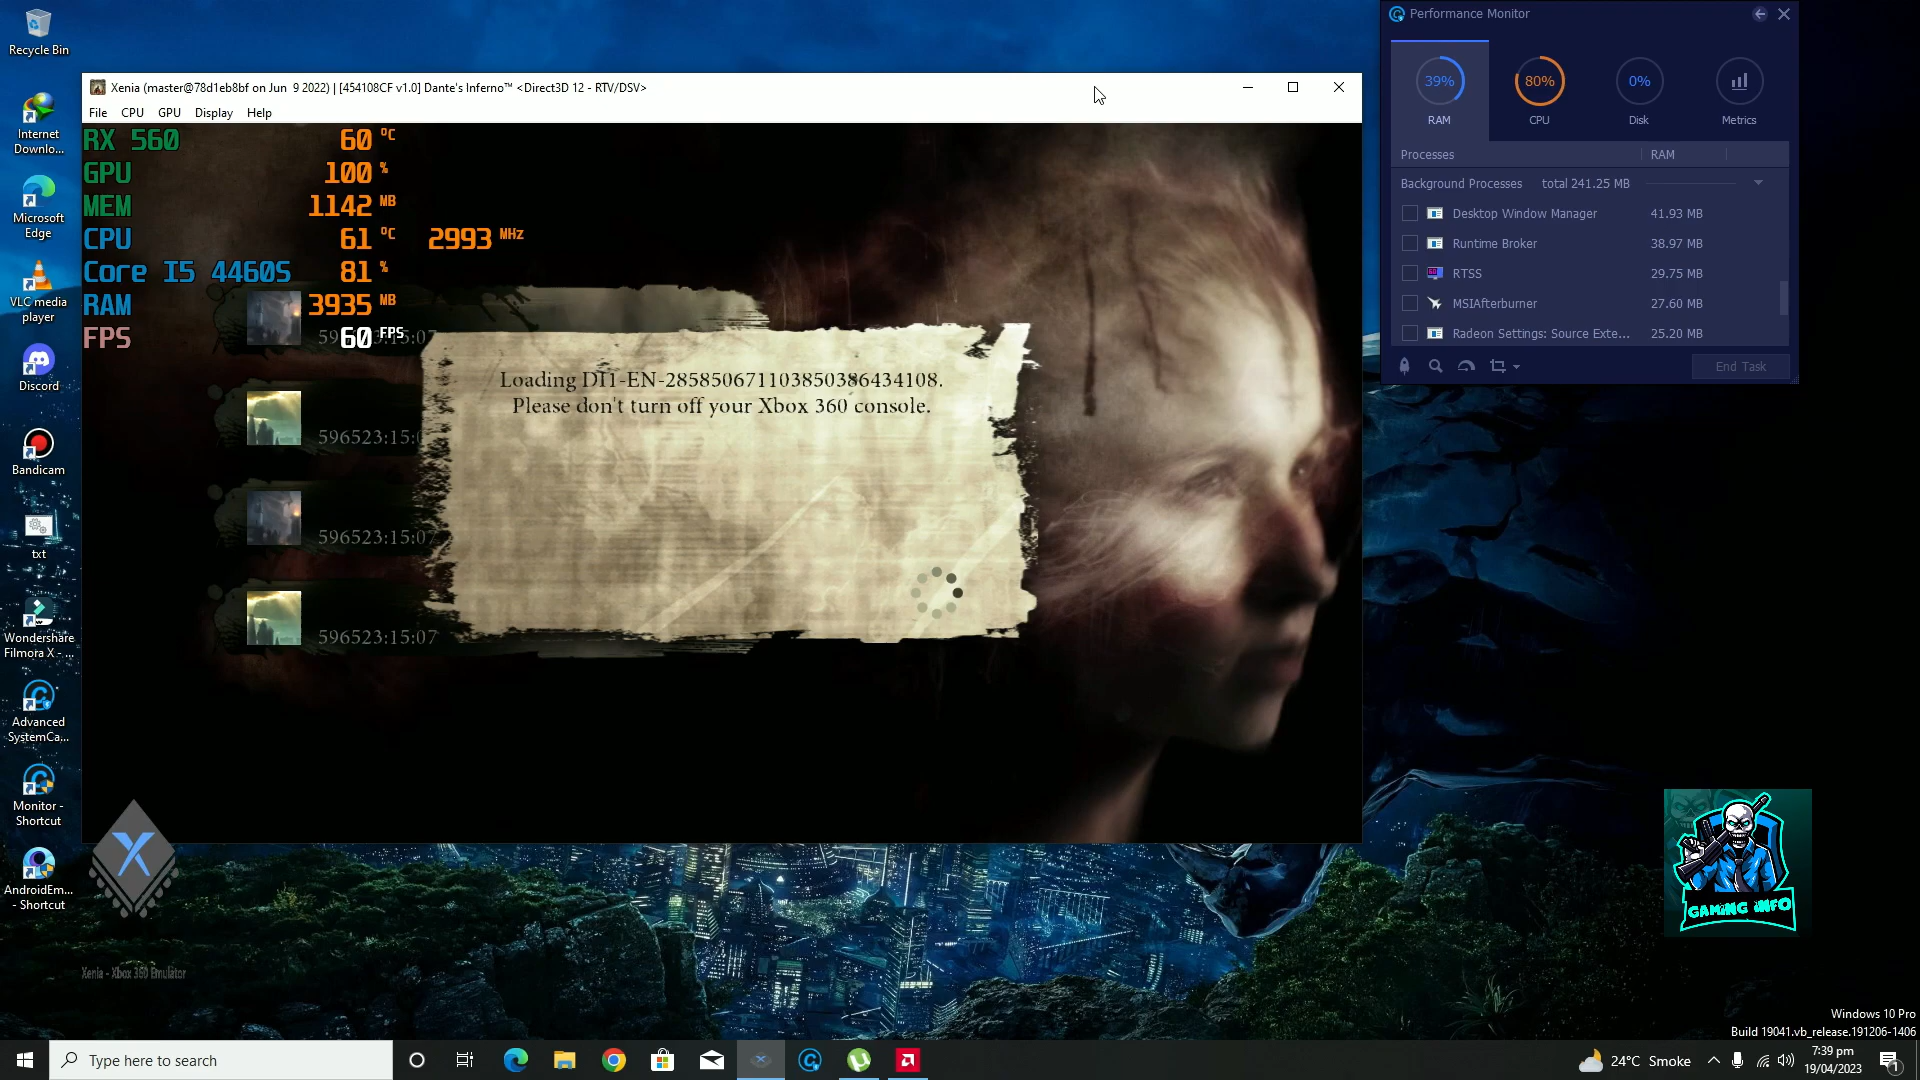 Recycle Bin
Internet
Downlo...
Microsoft
Edge
VLC media
player
Discord
Bandicam
txt
Wondershare
Filmora X - ...
Advanced
SystemCa...
Monitor -
Shortcut
AndroidEm...
- Shortcut
Xenia (master@78d1eb8bf on Jun 9 2022) | [454108CF v1.0] Dante's Inferno™ <Direct3D 12 - RTV/DSV>
File CPU GPU Display Help
RX 560 60 °C
GPU 100 %
MEM 1142 MB
CPU 61 °C 2993 MHz
Core I5 4460S 81 %
RAM 3935 MB
FPS 60 FPS
596523:15:07
596523:15:0
596523:15:07
596523:15:07
Loading DI1-EN-285850671103850386434108.
Please don't turn off your Xbox 360 console.
Performance Monitor
39% 80% 0%
RAM CPU Disk Metrics
Processes RAM
Background Processes total 241.25 MB
Desktop Window Manager 41.93 MB
Runtime Broker 38.97 MB
RTSS 29.75 MB
MSIAfterburner 27.60 MB
Radeon Settings: Source Exte... 25.20 MB
End Task
GAMING INFO
Xenia - Xbox 360 Emulator
Windows 10 Pro
Build 19041.vb_release.191206-1406
Type here to search
24°C Smoke
7:39 pm
19/04/2023
1